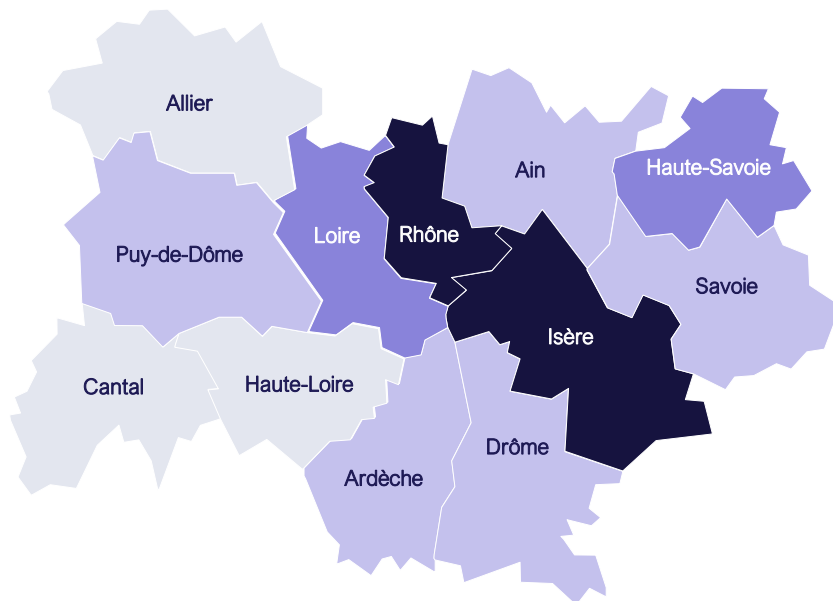 Allier
Ain
Haute-Savoie
Loire
Rhône
Puy-de-Dôme
Savoie
Isère
Cantal
Haute-Loire
Drôme
Ardèche